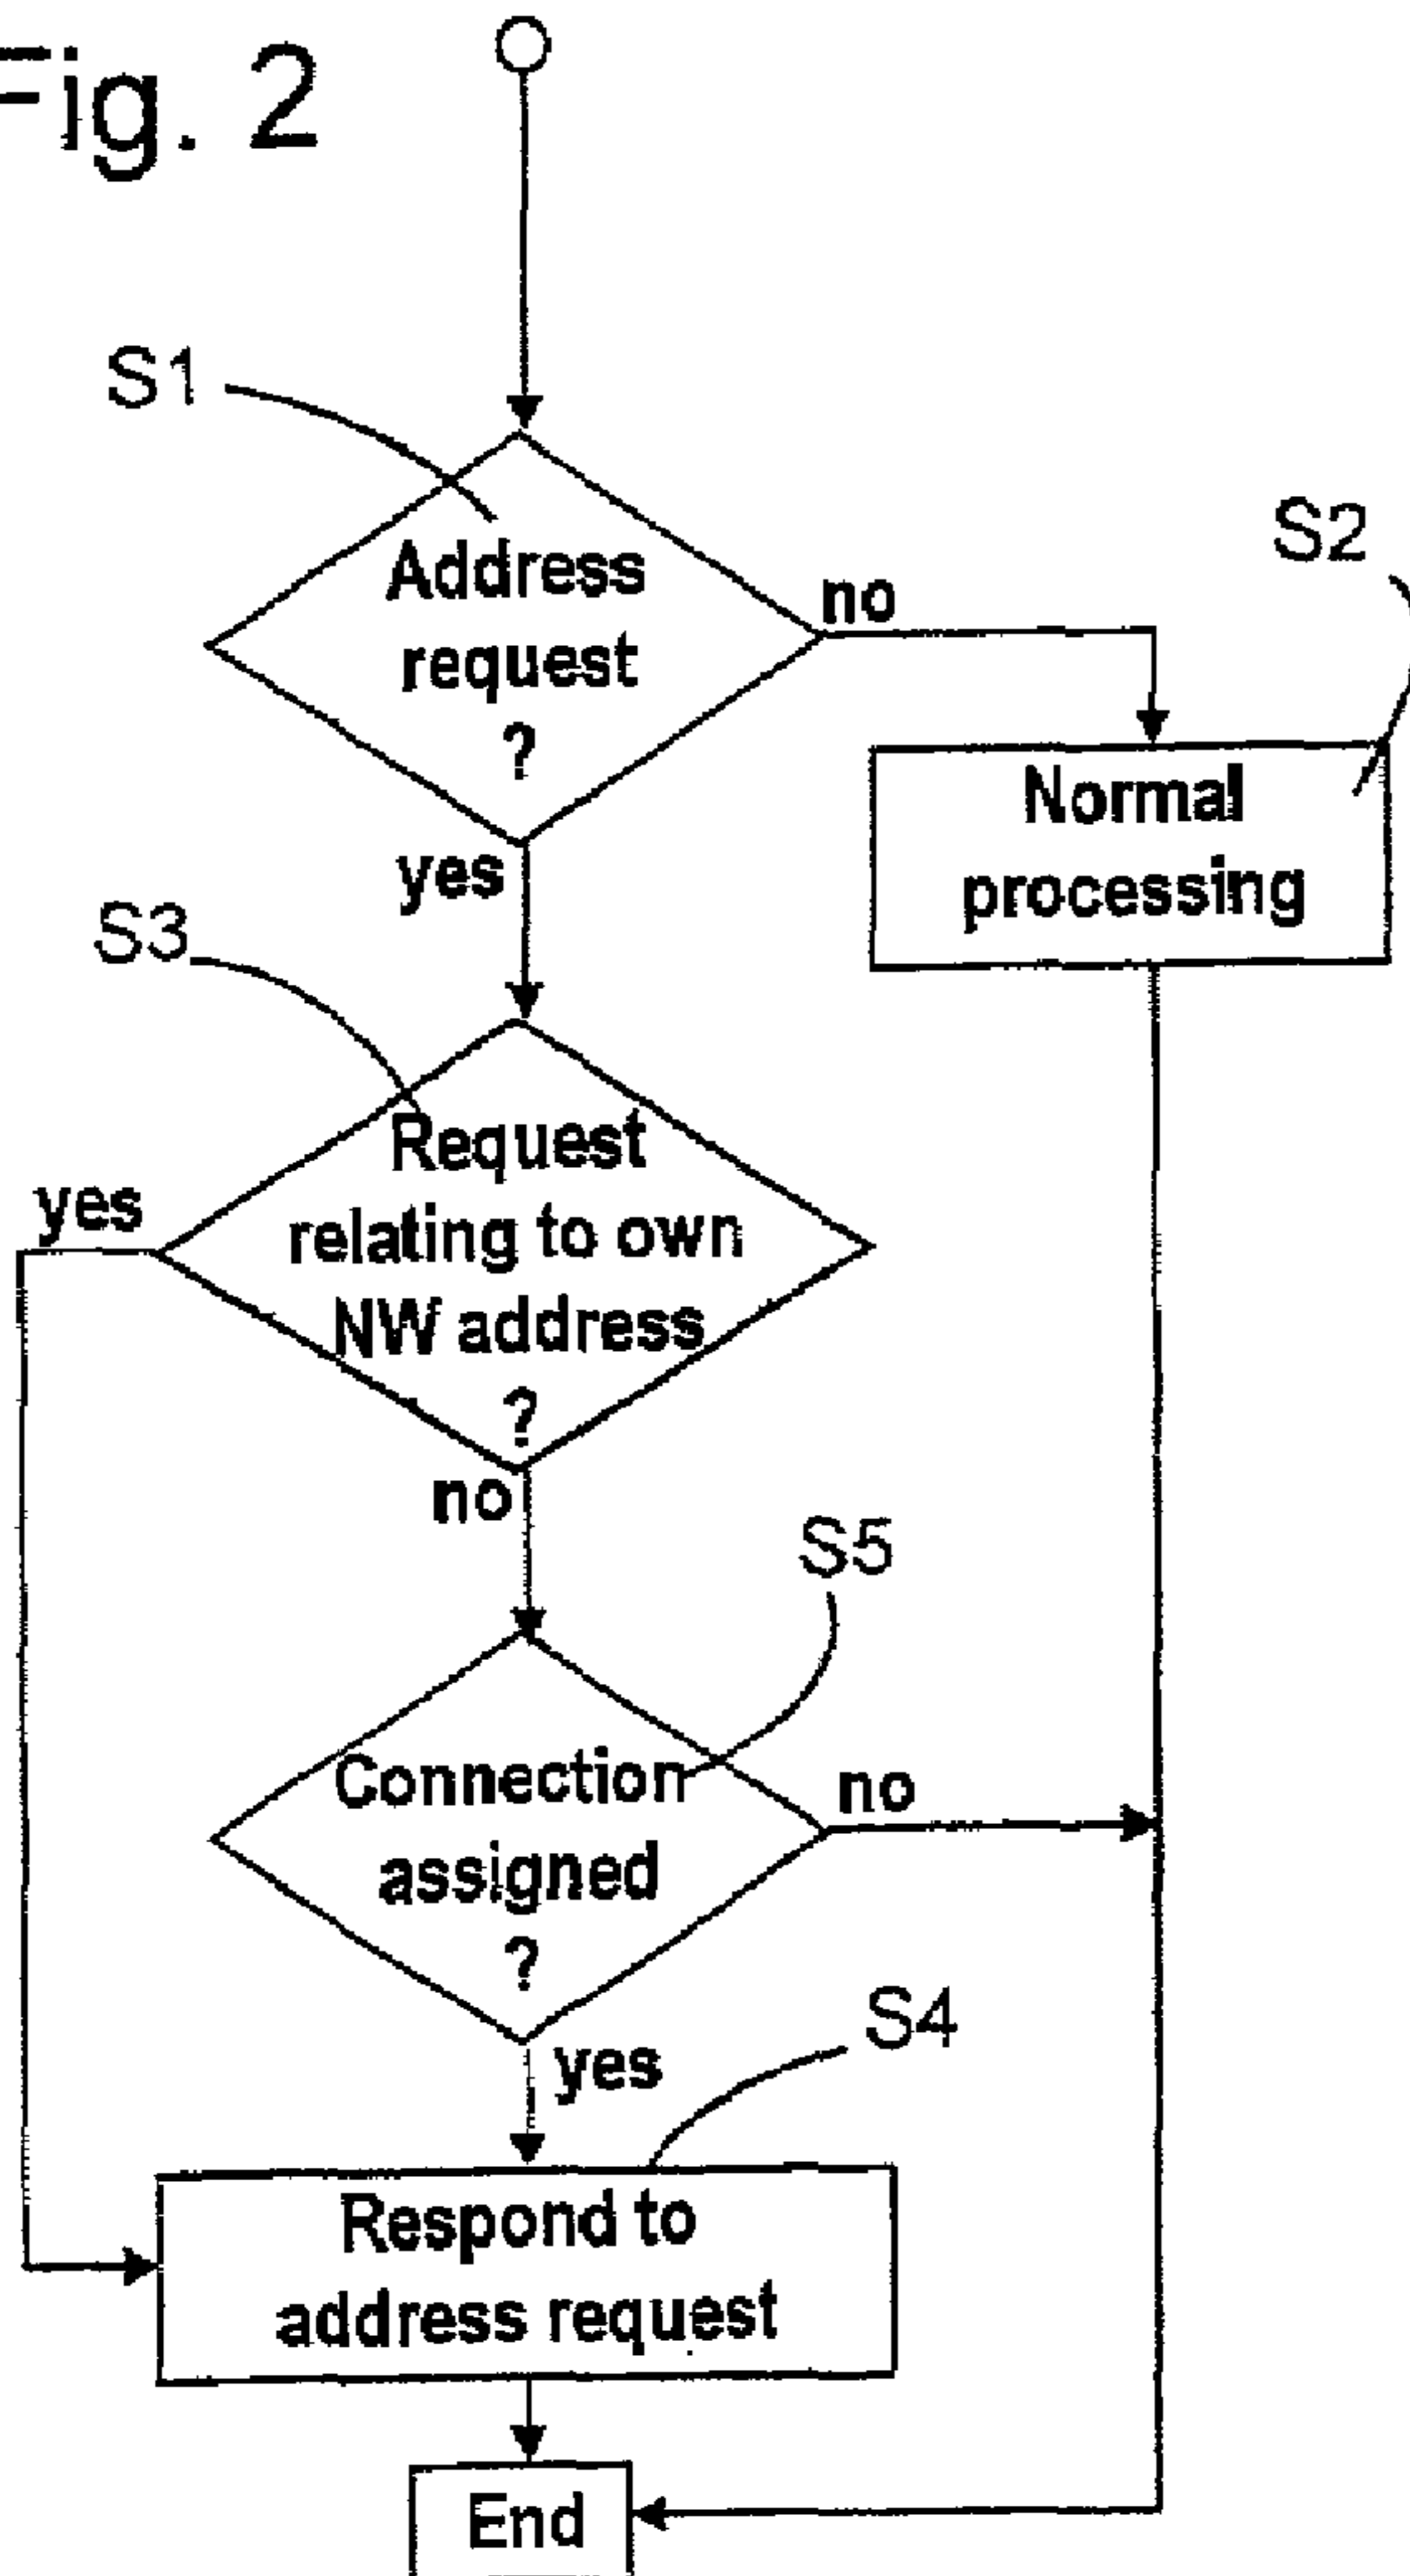 Fig. 2
S1
Address
request
?
no
S2
Normal
processing
yes
S3
Request
relating to own
NW address
?
yes
no
S5
Connection
assigned
?
no
yes
S4
Respond to
address request
End